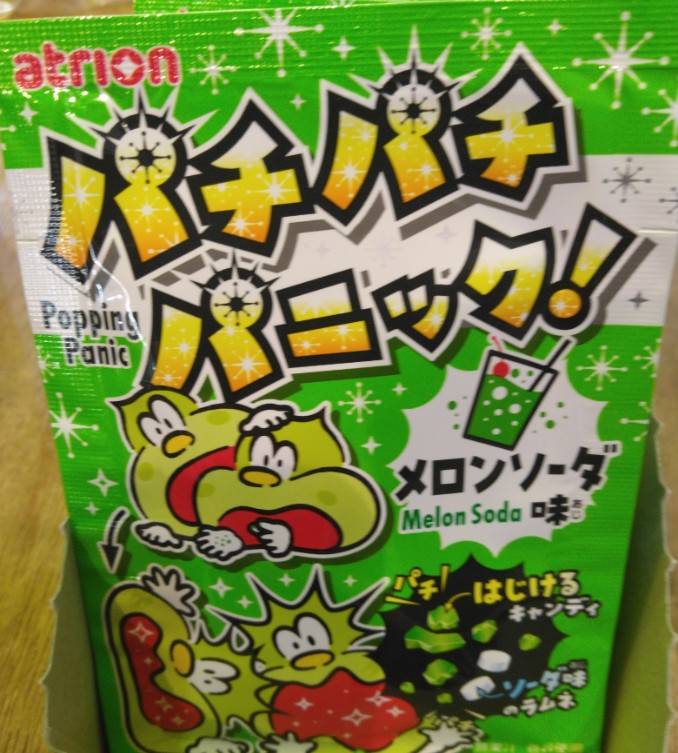 atrion
パチパチ
パニック!
Popping
Panic
メロンソーダ
Melon Soda 味
あじ
パチ!
はじける
キャンディ
ソーダ味
のラムネ